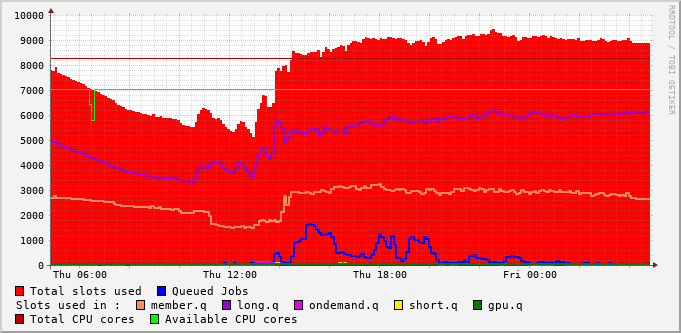 10000
9000
8000
7000
6000
5000
4000
3000
2000
1000
0
Thu 06:00 Thu 12:00 Thu 18:00 Fri 00:00
RRDTOOL / TOBI OETIKER
Total slots used Queued Jobs
Slots used in : member.q long.q ondemand.q short.q gpu.q
Total CPU cores Available CPU cores